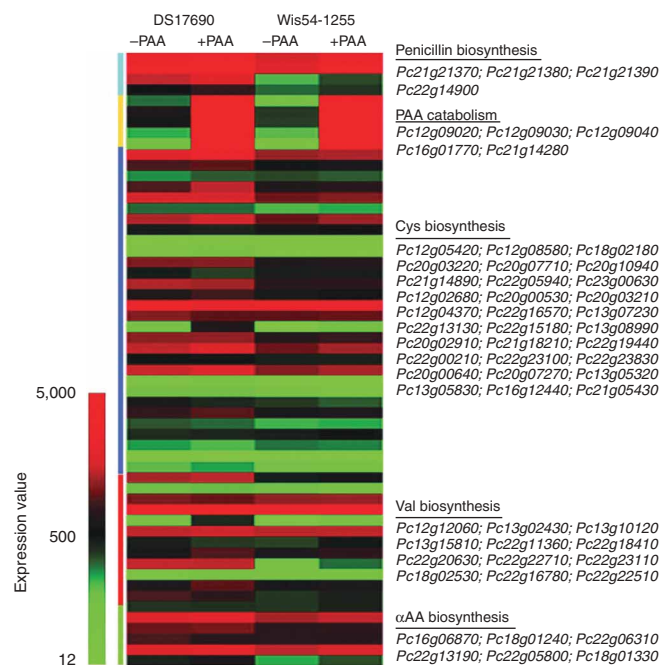 DS17690 Wis54-1255
–PAA +PAA –PAA +PAA
Penicillin biosynthesis
Pc21g21370; Pc21g21380; Pc21g21390
Pc22g14900
PAA catabolism
Pc12g09020; Pc12g09030; Pc12g09040
Pc16g01770; Pc21g14280
Cys biosynthesis
Pc12g05420; Pc12g08580; Pc18g02180
Pc20g03220; Pc20g07710; Pc20g10940
Pc21g14890; Pc22g05940; Pc23g00630
Pc12g02680; Pc20g00530; Pc20g03210
Pc12g04370; Pc22g16570; Pc13g07230
Pc22g13130; Pc22g15180; Pc13g08990
Pc20g02910; Pc21g18210; Pc22g19440
Pc22g00210; Pc22g23100; Pc22g23830
Pc20g00640; Pc20g07270; Pc13g05320
Pc13g05830; Pc16g12440; Pc21g05430
Val biosynthesis
Pc12g12060; Pc13g02430; Pc13g10120
Pc13g15810; Pc22g11360; Pc22g18410
Pc22g20630; Pc22g22710; Pc22g23110
Pc18g02530; Pc22g16780; Pc22g22510
αAA biosynthesis
Pc16g06870; Pc18g01240; Pc22g06310
Pc22g13190; Pc22g05800; Pc18g01330
5,000
500
12
Expression value